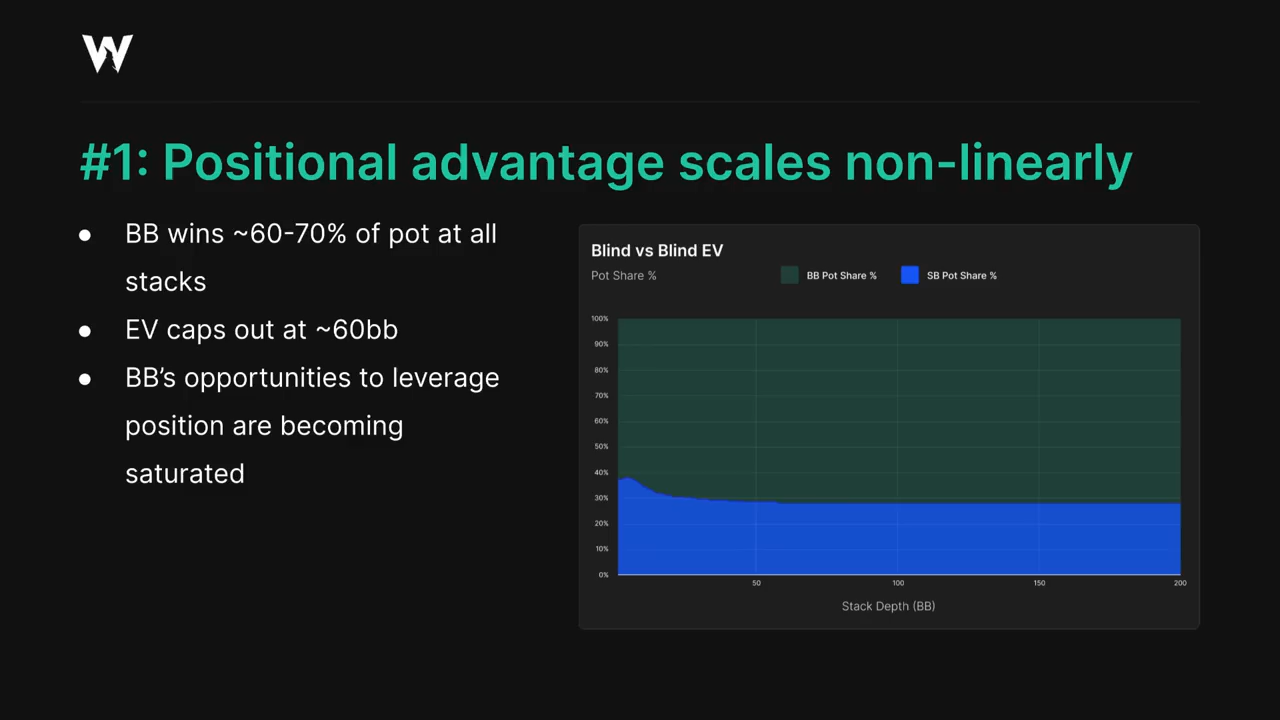 W
#1: Positional advantage scales non-linearly
● BB wins ~60-70% of pot at all
stacks
● EV caps out at ~60bb
● BB’s opportunities to leverage
position are becoming
saturated
Blind vs Blind EV
Pot Share %
BB Pot Share %
SB Pot Share %
100%
90%
80%
70%
60%
50%
40%
30%
20%
10%
0%
50
100
150
200
Stack Depth (BB)